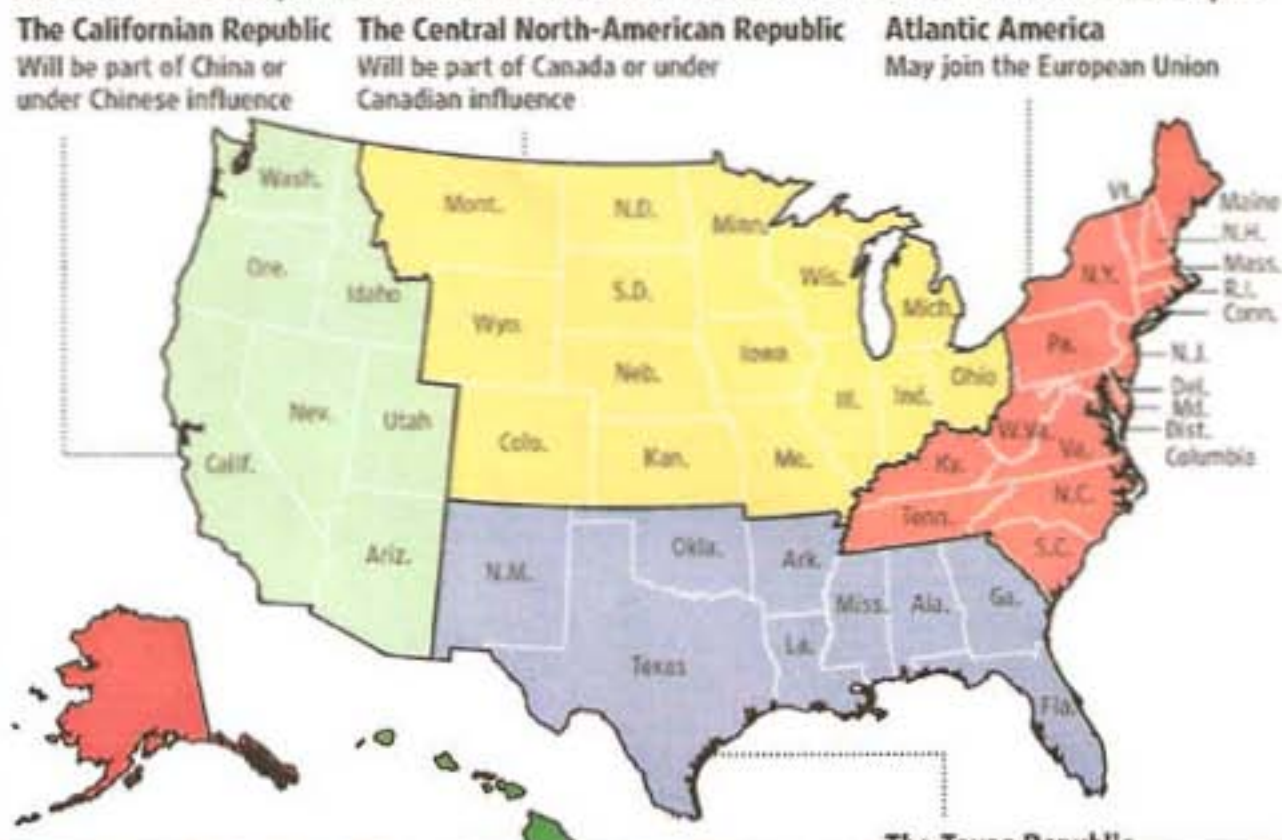 The Californian Republic
Will be part of China or
under Chinese influence
The Central North-American Republic
Will be part of Canada or under
Canadian influence
Atlantic America
May join the European Union
Wash.
Mont.
N.D.
Minn.
Vt.
Maine
N.H.
Mass.
R.I.
Conn.
N.Y.
Ore.
Idaho
S.D.
Wis.
Mich.
Wyo.
Iowa
Pa.
N.J.
Neb.
Ohio
Del.
Md.
Dist.
Columbia
Nev.
Utah
Ill.
Ind.
W.Va.
Va.
Calif.
Colo.
Kan.
Mo.
Ky.
N.C.
Tenn.
S.C.
Ariz.
N.M.
Okla.
Ark.
Miss.
Ala.
Ga.
La.
Texas
Fla.
The Texas Republic